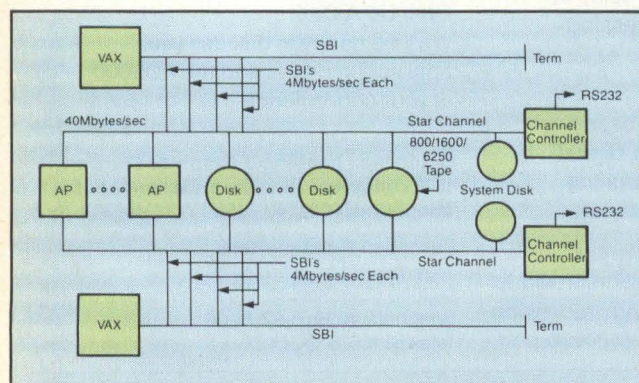 VAX
SBI
Term
SBI's
4Mbytes/sec Each
RS232
40Mbytes/sec
Star Channel
Channel
Controller
800/1600/
6250
Tape
AP
AP
Disk
Disk
System Disk
RS232
Channel
Controller
SBI's
4Mbytes/sec Each
Star Channel
VAX
SBI
Term